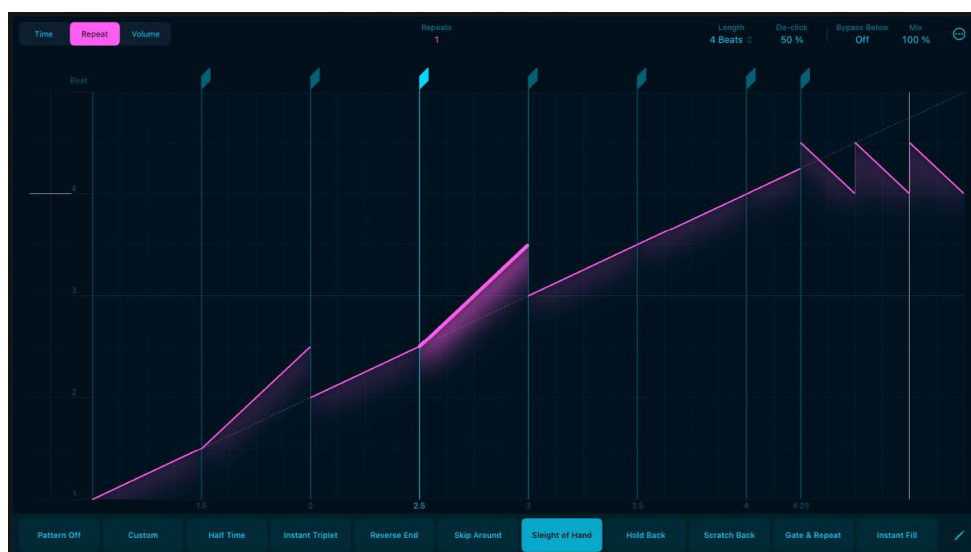 Time Repeat Volume
Repeats
1
Length
4 Beats
De-click
50 %
Bypass Below
Off
Mix
100 %
Beat
4
3
2
1
1.5 2 2.5 3 3.5 4 4.25
Pattern Off Custom Half Time Instant Triplet Reverse End Skip Around Sleight of Hand Hold Back Scratch Back Gate & Repeat Instant Fill